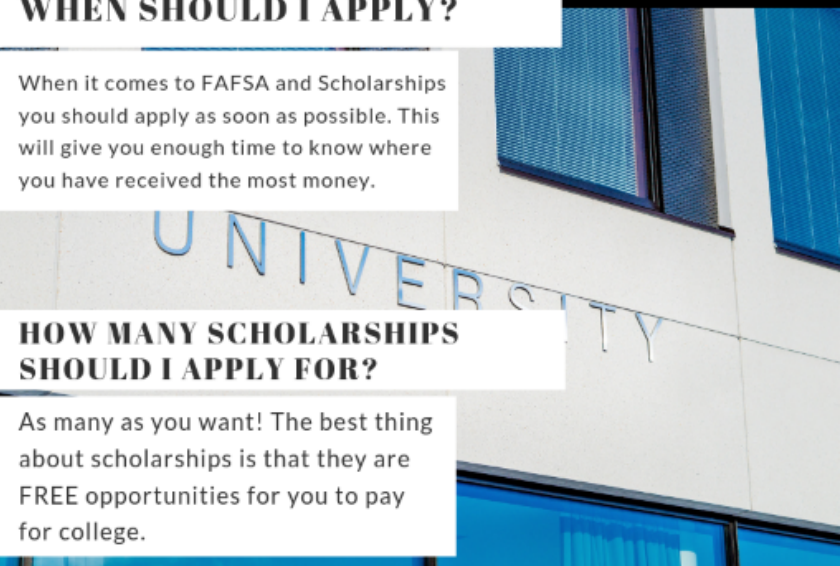 WHEN SHOULD I APPLY?
When it comes to FAFSA and Scholarships
you should apply as soon as possible. This
will give you enough time to know where
you have received the most money.
UNIVERSITY
HOW MANY SCHOLARSHIPS
SHOULD I APPLY FOR?
As many as you want! The best thing
about scholarships is that they are
FREE opportunities for you to pay
for college.